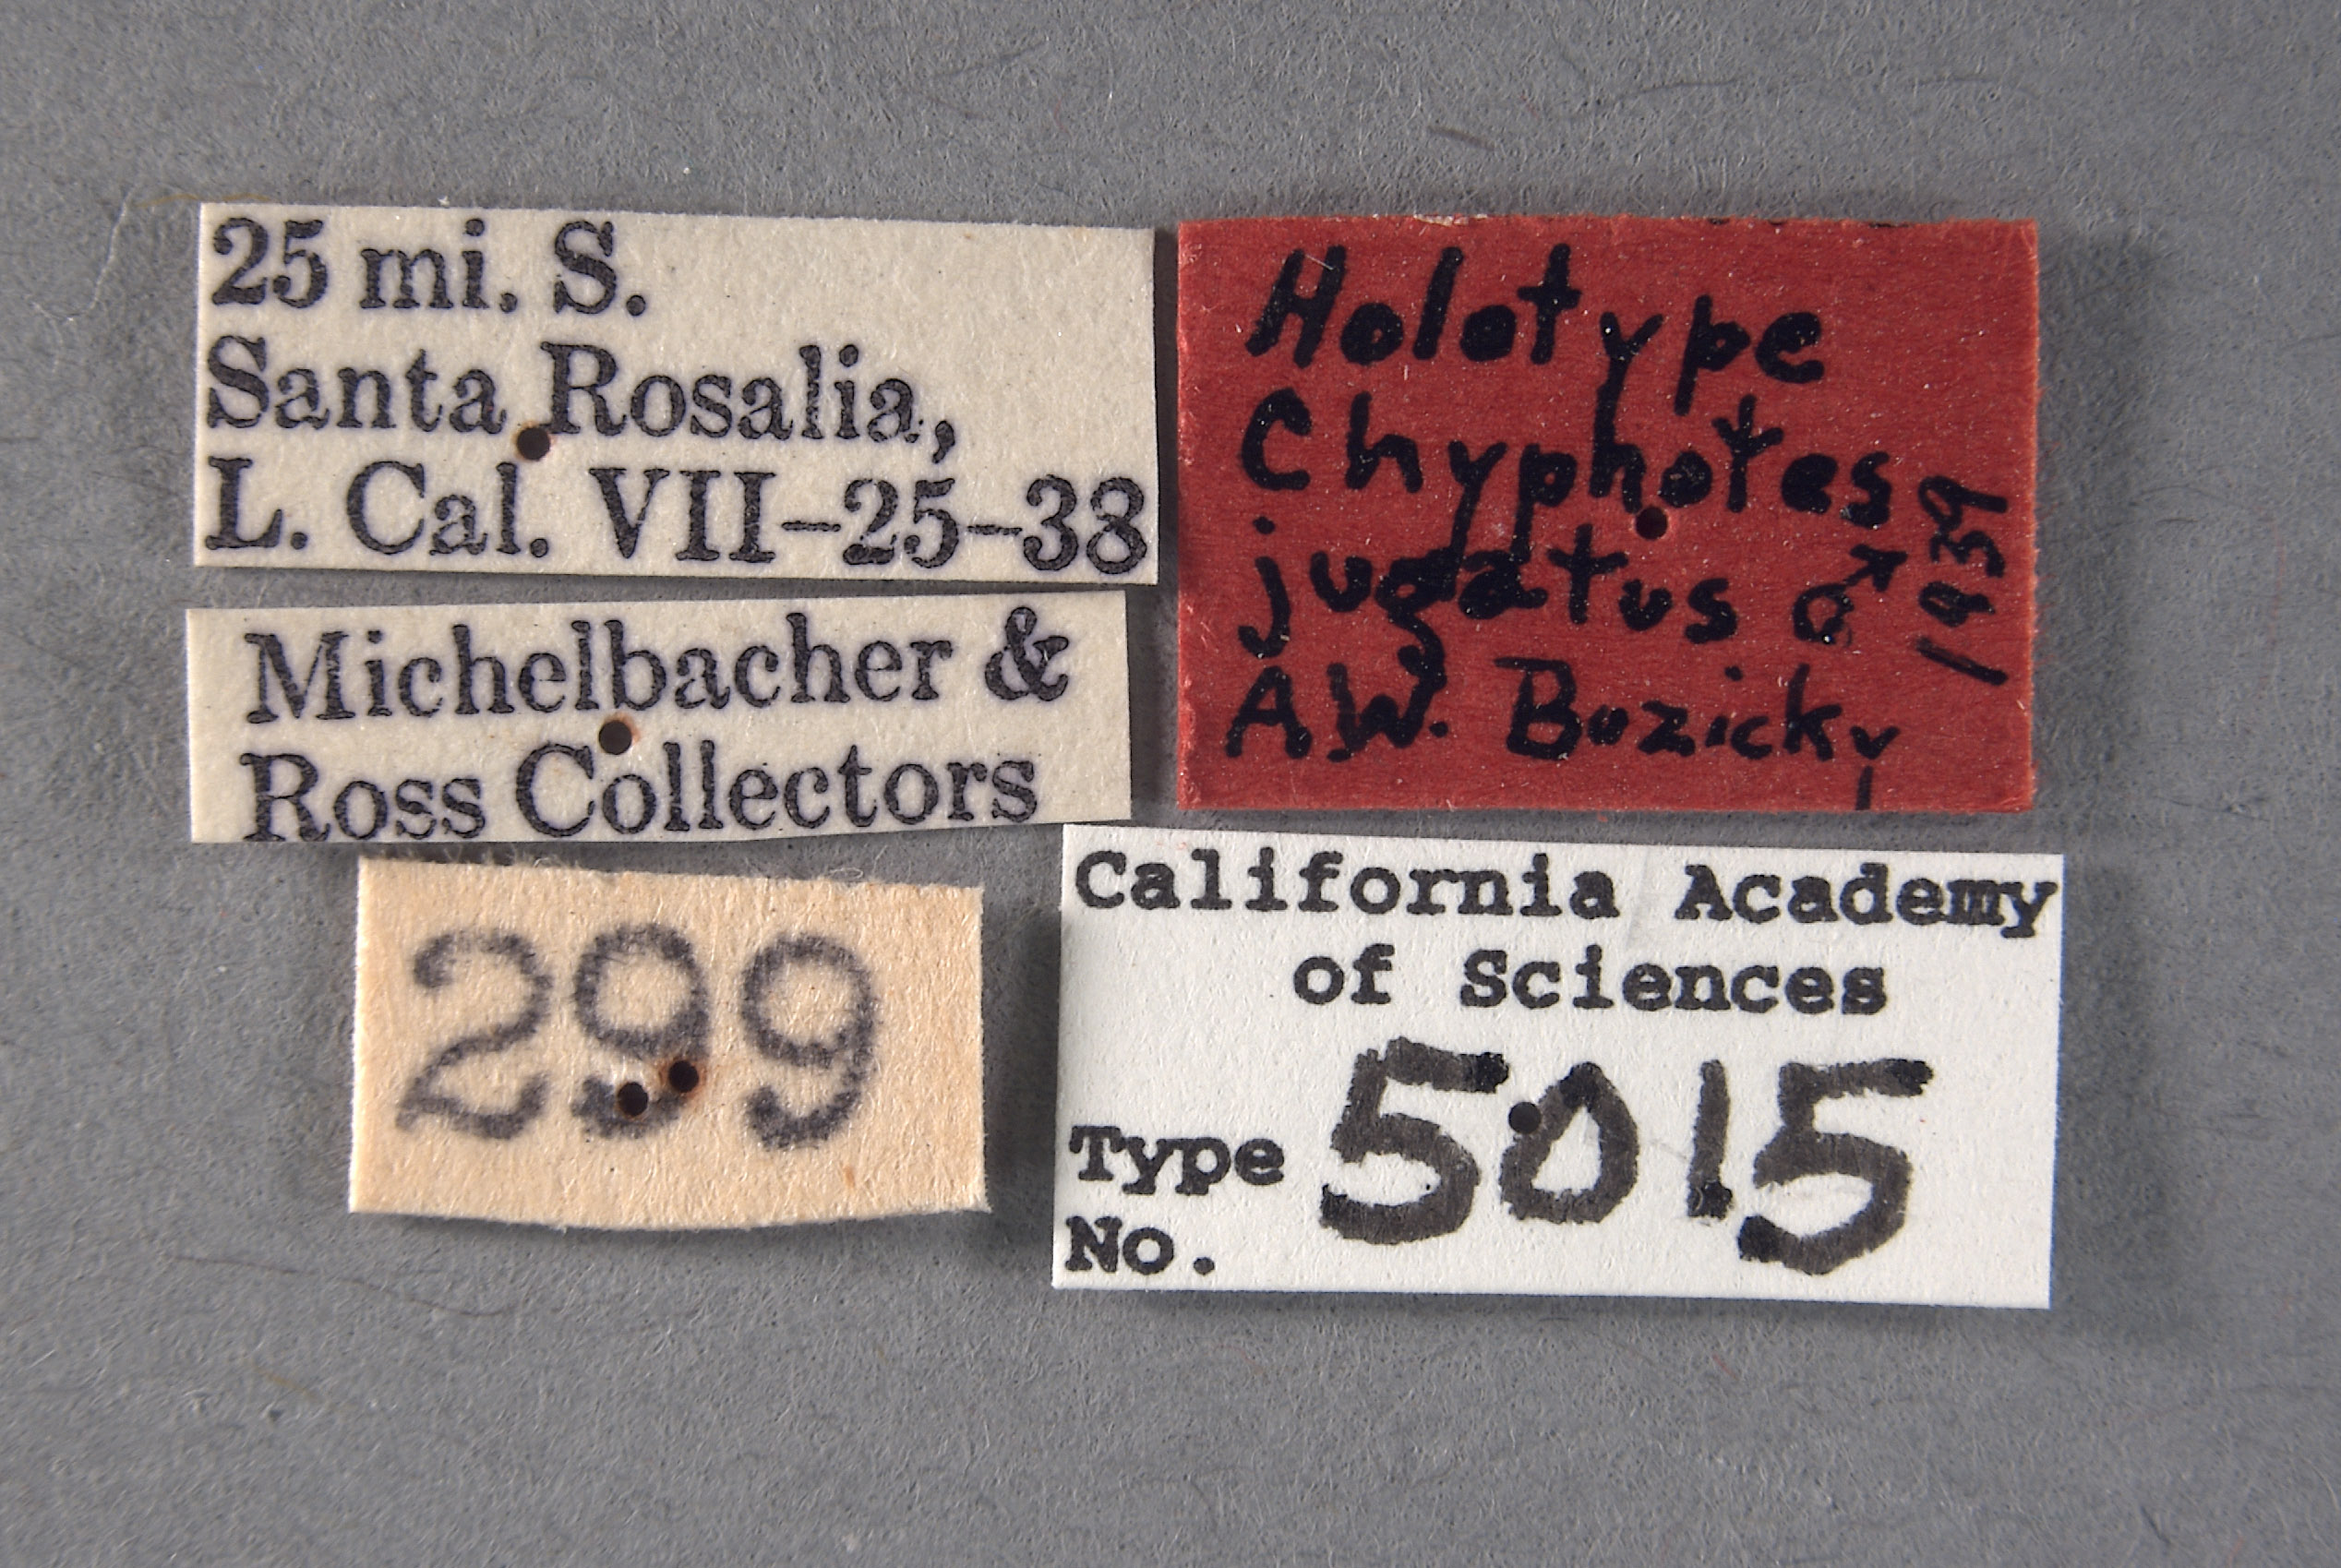 25 mi. S.
Santa Rosalia,
L. Cal. VII-25-38
Michelbacher &
Ross Collectors
299
Holotype
Chyphotes
jugatus ♂
1939
A.W. Buzicky
California Academy
of Sciences
Type
No. 5015